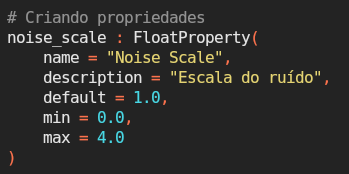 # Criando propriedades
noise_scale : FloatProperty(
    name = "Noise Scale",
    description = "Escala do ruído",
    default = 1.0,
    min = 0.0,
    max = 4.0
)